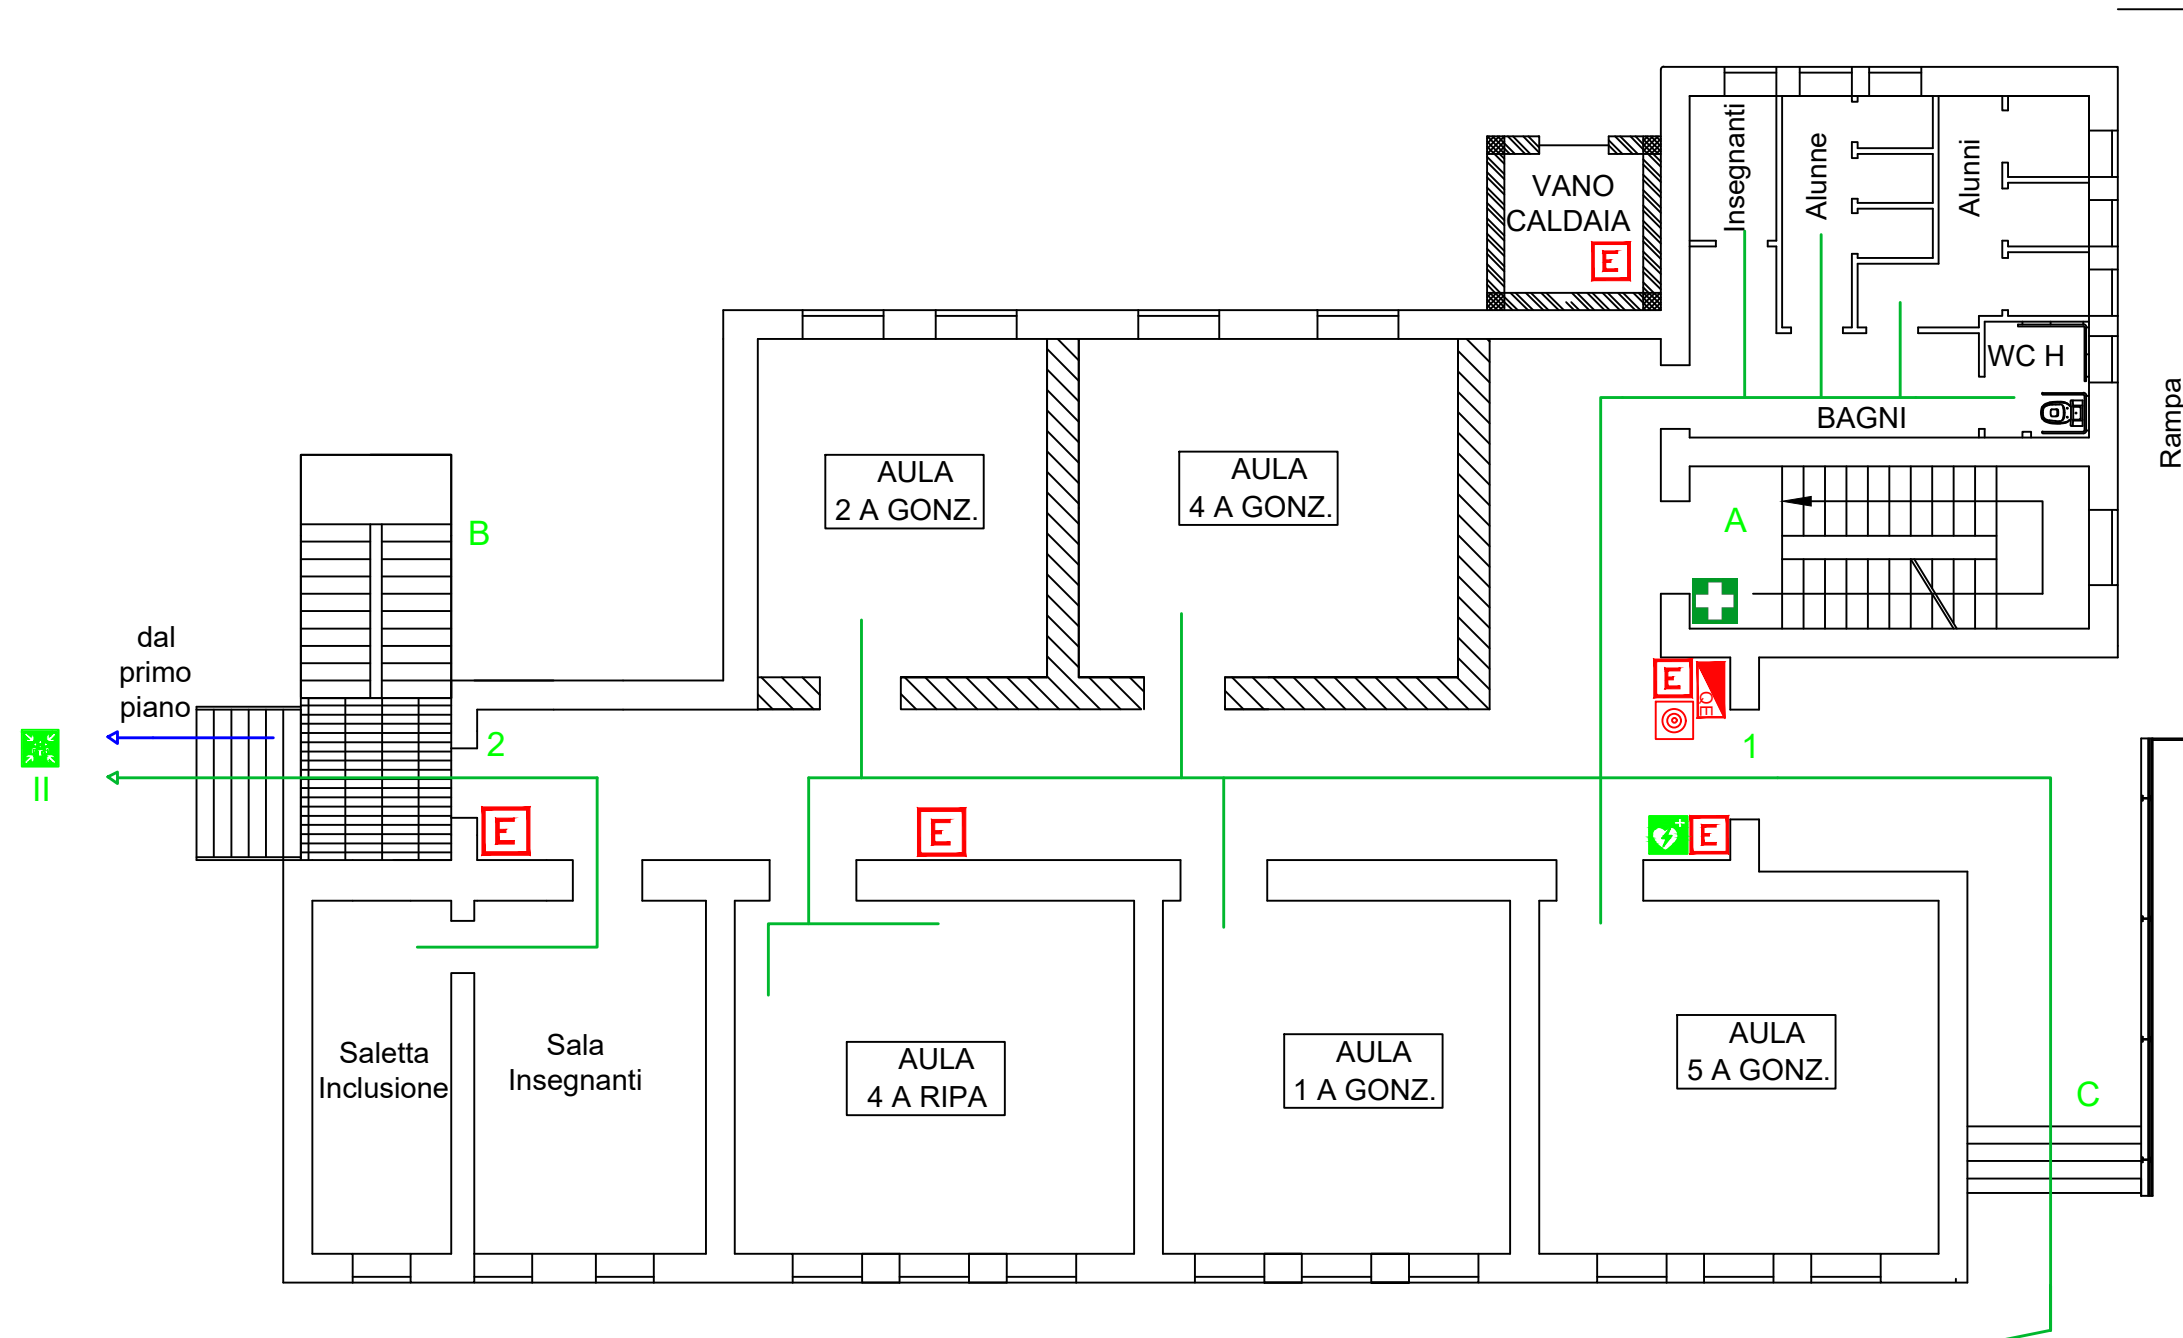 Insegnanti
Alunne
Alunni
VANO
CALDAIA
E
WC H
BAGNI
Rampa
AULA
2 A GONZ.
AULA
4 A GONZ.
A
B
dal
primo
piano
E
QE
2
1
II
E
E
E
Saletta
Inclusione
Sala
Insegnanti
AULA
4 A RIPA
AULA
1 A GONZ.
AULA
5 A GONZ.
C